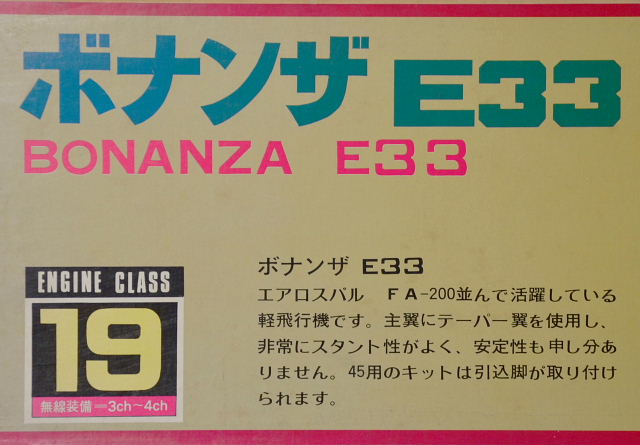 ボナンザ E33
BONANZA E33
ENGINE CLASS
19
無線装備=3ch〜4ch
ボナンザ E33
エアロスバル FA-200並んで活躍している
軽飛行機です。主翼にテーパー翼を使用し、
非常にスタント性がよく、安定性も申し分あ
りません。45用のキットは引込脚が取り付け
られます。